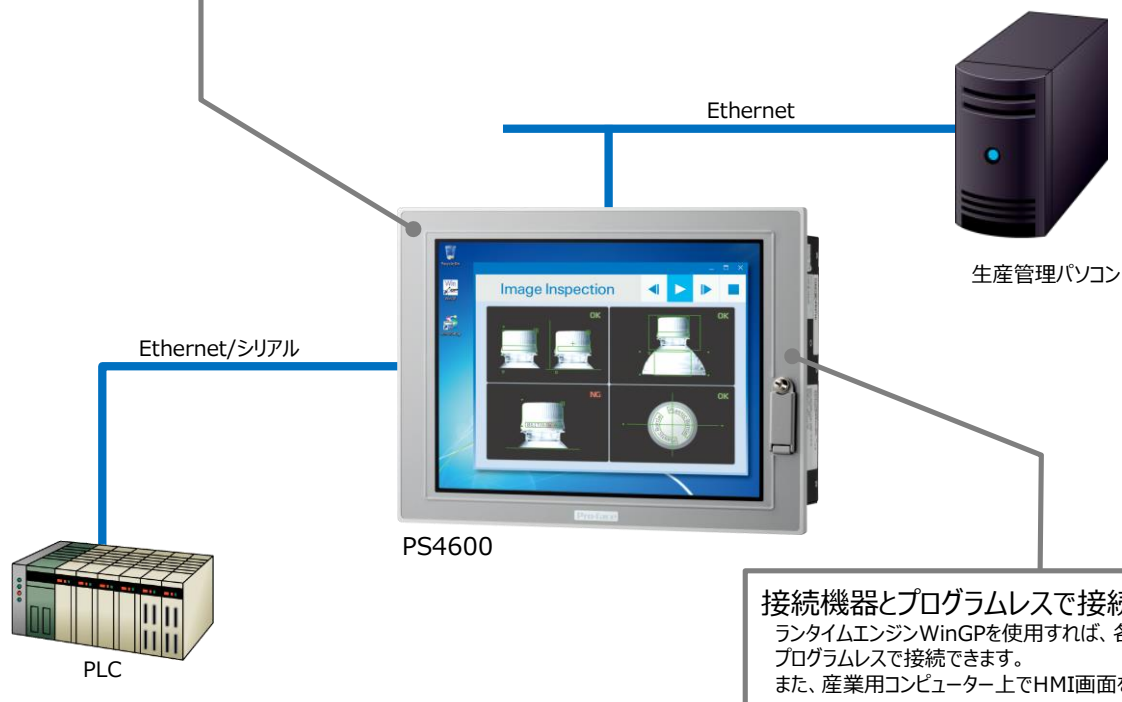 Ethernet
生産管理パソコン
Image Inspection
OK
OK
NG
OK
Ethernet/シリアル
Pro-face
PS4600
PLC
接続機器とプログラムレスで接続
ランタイムエンジンWinGPを使用すれば、各
プログラムレスで接続できます。
また、産業用コンピューター上でHMI画面を